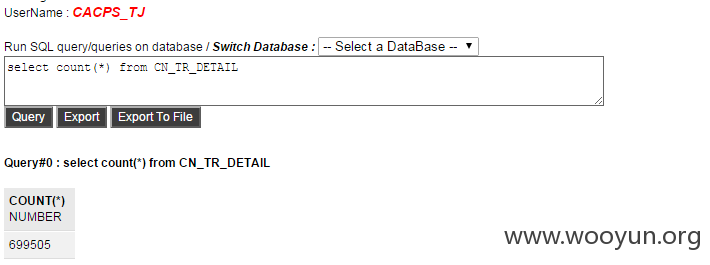 UserName : CACPS_TJ
Run SQL query/queries on database / Switch Database : -- Select a DataBase --
select count(*) from CN_TR_DETAIL
Query Export Export To File
Query#0 : select count(*) from CN_TR_DETAIL
COUNT(*)
NUMBER
699505
www.wooyun.org